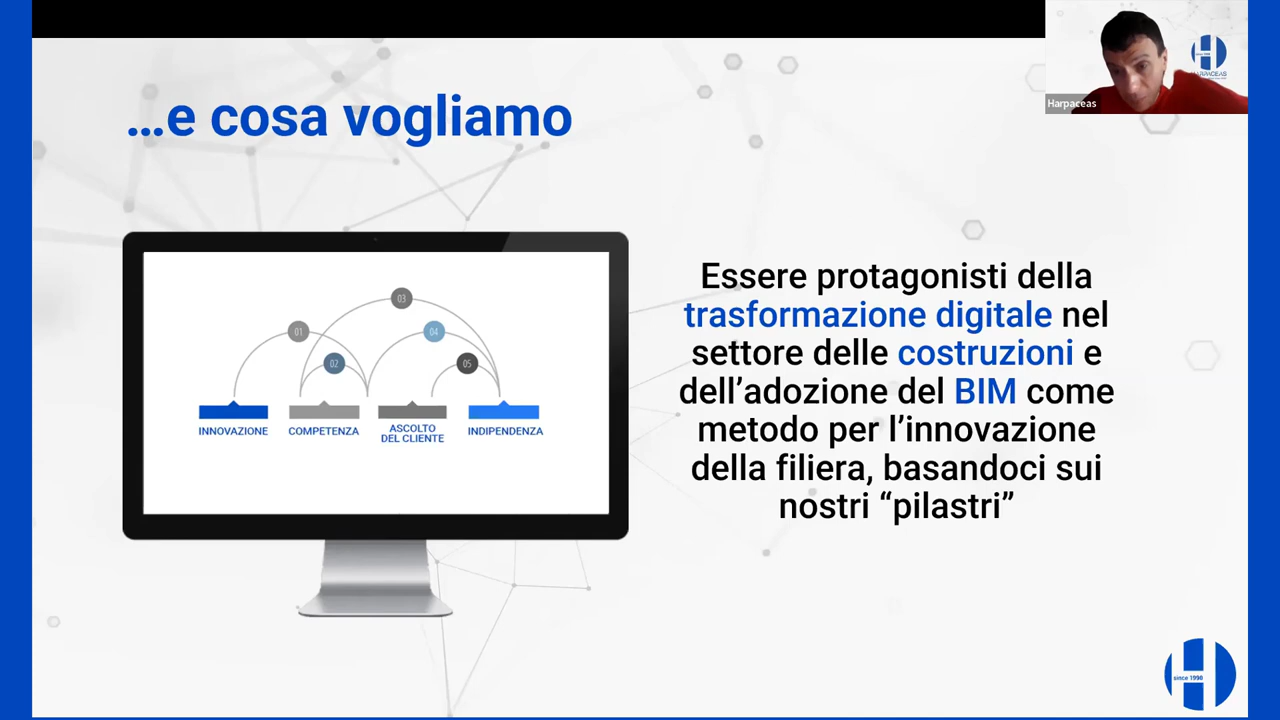 …e cosa vogliamo
HARPACEAS
Harpaceas
03
01
04
02
05
INNOVAZIONE
COMPETENZA
ASCOLTO
DEL CLIENTE
INDIPENDENZA
Essere protagonisti della
trasformazione digitale nel
settore delle costruzioni e
dell’adozione del BIM come
metodo per l’innovazione
della filiera, basandoci sui
nostri “pilastri”
since 1990